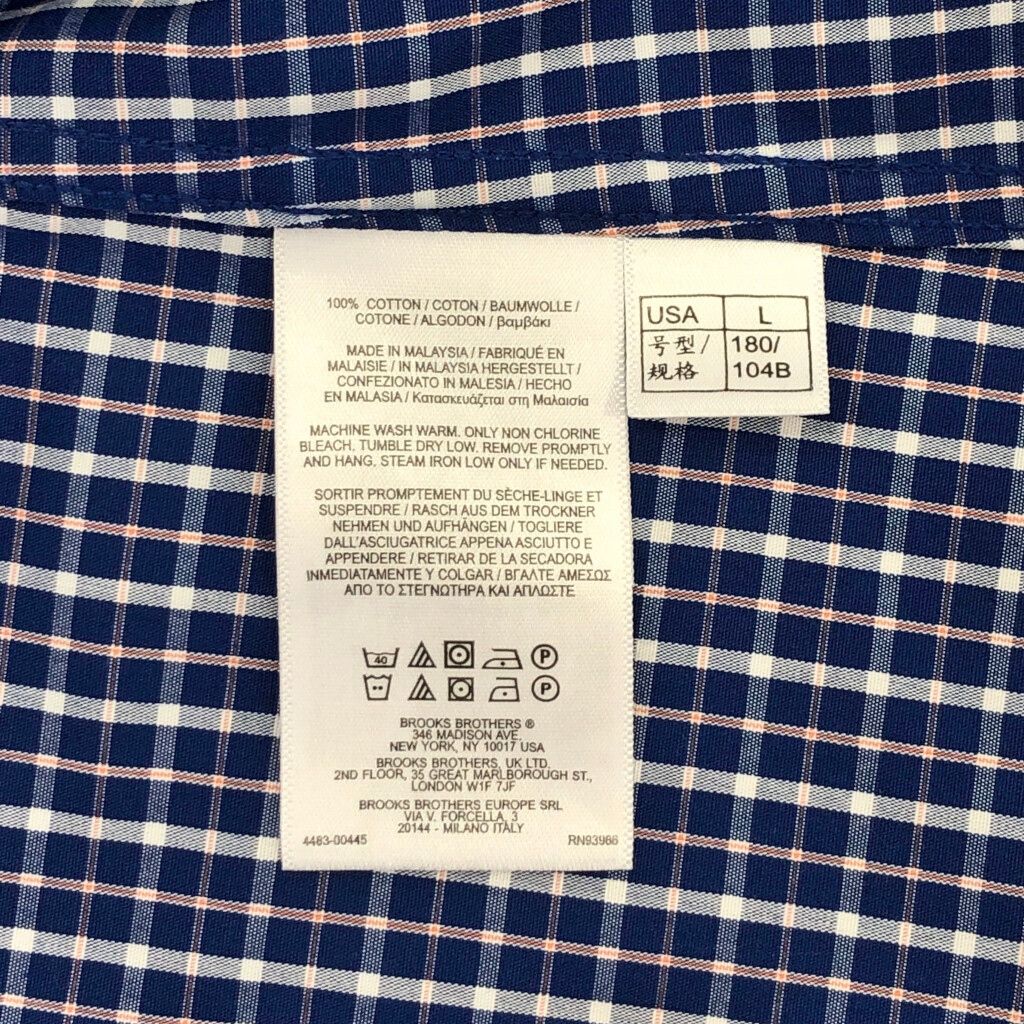 100% COTTON / COTON / BAUMWOLLE /
COTONE / ALGODON / βαμβάκι
MADE IN MALAYSIA / FABRIQUÉ EN
MALAISIE / IN MALAYSIA HERGESTELLT /
CONFEZIONATO IN MALESIA / HECHO
EN MALASIA / Κατασκευάζεται στη Μαλαισία
MACHINE WASH WARM. ONLY NON CHLORINE
BLEACH. TUMBLE DRY LOW. REMOVE PROMPTLY
AND HANG. STEAM IRON LOW ONLY IF NEEDED.
SORTIR PROMPTEMENT DU SÈCHE-LINGE ET
SUSPENDRE / RASCH AUS DEM TROCKNER
NEHMEN UND AUFHÄNGEN / TOGLIERE
DALL'ASCIUGATRICE APPENA ASCIUTTO E
APPENDERE / RETIRAR DE LA SECADORA
INMEDIATAMENTE Y COLGAR / ΒΓΑΛΤΕ ΑΜΕΣΩΣ
ΑΠΟ ΤΟ ΣΤΕΓΝΩΤΗΡΑ ΚΑΙ ΑΠΛΩΣΤΕ
40 P
P
BROOKS BROTHERS ®
346 MADISON AVE.
NEW YORK, NY 10017 USA
BROOKS BROTHERS, UK LTD.
2ND FLOOR, 35 GREAT MARLBOROUGH ST.,
LONDON W1F 7JF
BROOKS BROTHERS EUROPE SRL
VIA V. FORCELLA, 3
20144 - MILANO ITALY
4483-00445 RN93966
USA L
号型/ 180/
规格 104B